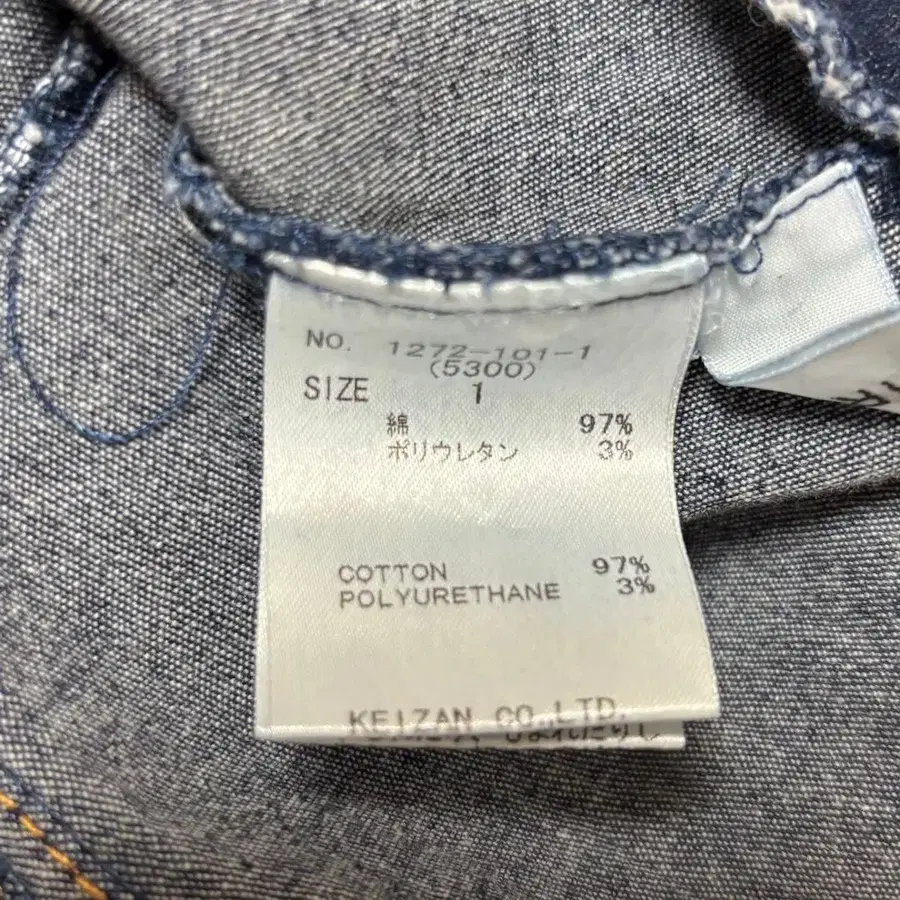 NO. 1272-101-1
(5300)
SIZE 1
綿 97%
ポリウレタン 3%
COTTON 97%
POLYURETHANE 3%
KEIZAN CO.,LTD.